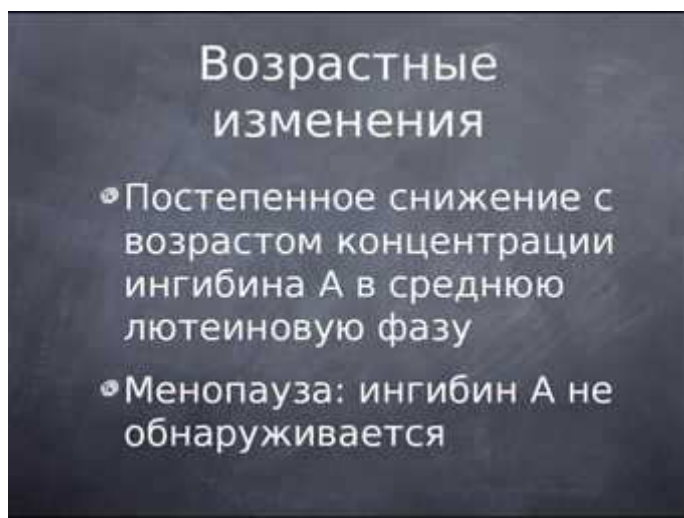 Возрастные
изменения
Постепенное снижение с
возрастом концентрации
ингибина А в среднюю
лютеиновую фазу
Менопауза: ингибин А не
обнаруживается